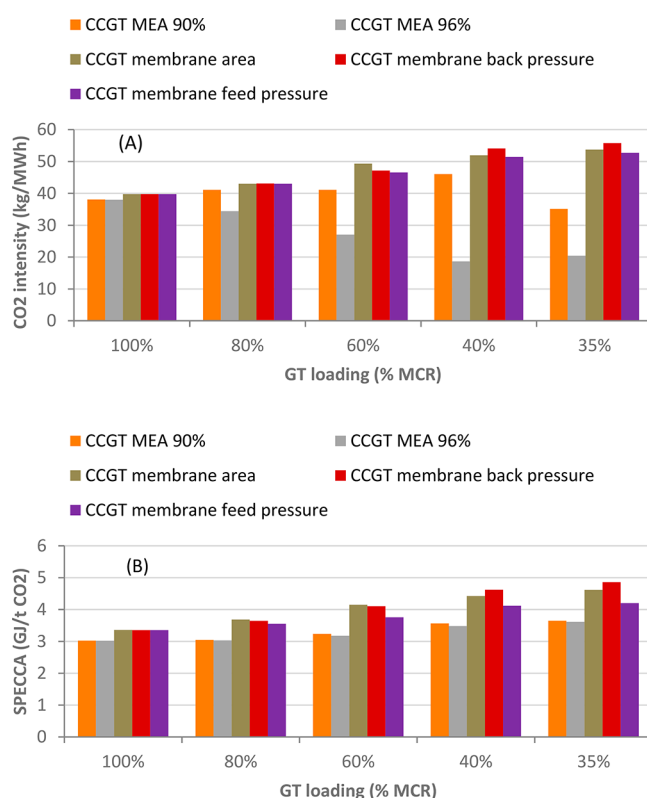 CCGT MEA 90% CCGT MEA 96%
CCGT membrane area CCGT membrane back pressure
CCGT membrane feed pressure
(A)
CO2 intensity (kg/MWh)
60
50
40
30
20
10
0
100% 80% 60% 40% 35%
GT loading (% MCR)
CCGT MEA 90% CCGT MEA 96%
CCGT membrane area CCGT membrane back pressure
CCGT membrane feed pressure
(B)
SPECCA (GJ/t CO2)
6
5
4
3
2
1
0
100% 80% 60% 40% 35%
GT loading (% MCR)